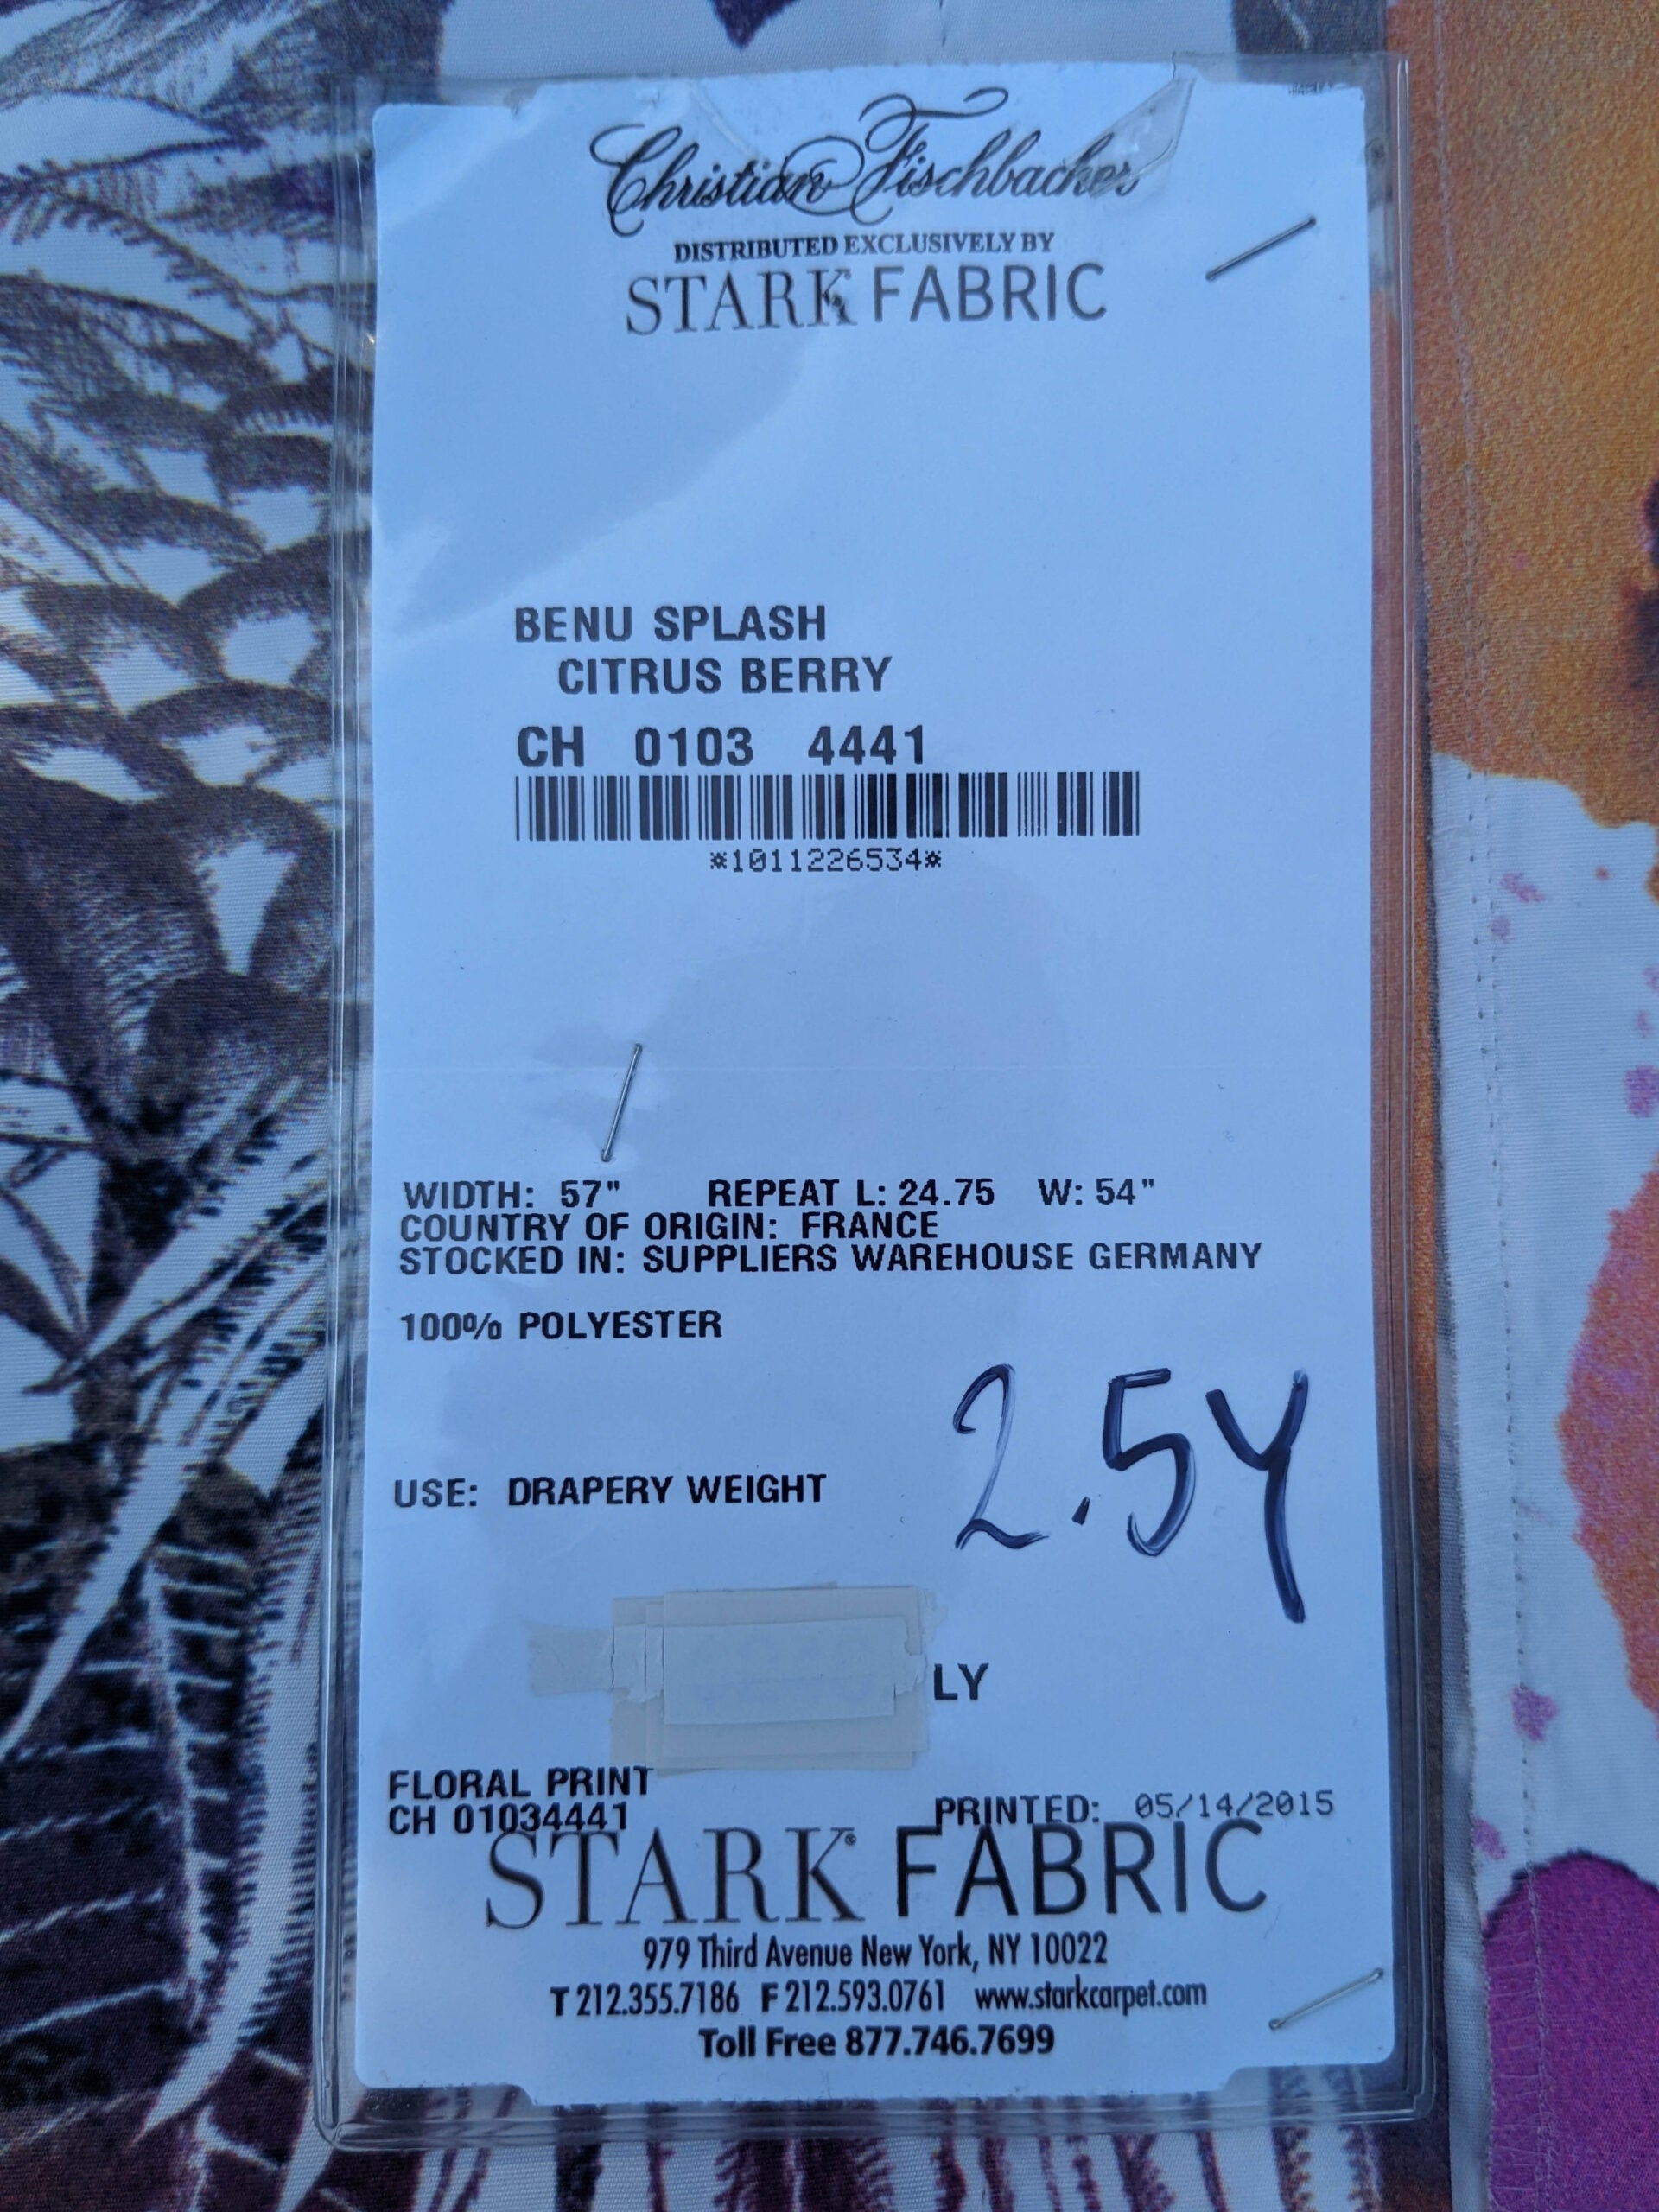 Christian Fischbacher
DISTRIBUTED EXCLUSIVELY BY
STARK FABRIC
BENU SPLASH
CITRUS BERRY
CH 0103 4441
*1011226534*
WIDTH: 57" REPEAT L: 24.75 W: 54"
COUNTRY OF ORIGIN: FRANCE
STOCKED IN: SUPPLIERS WAREHOUSE GERMANY
100% POLYESTER
2.5Y
USE: DRAPERY WEIGHT
LY
FLORAL PRINT
CH 01034441 PRINTED: 05/14/2015
STARK® FABRIC
979 Third Avenue New York, NY 10022
T 212.355.7186 F 212.593.0761 www.starkcarpet.com
Toll Free 877.746.7699